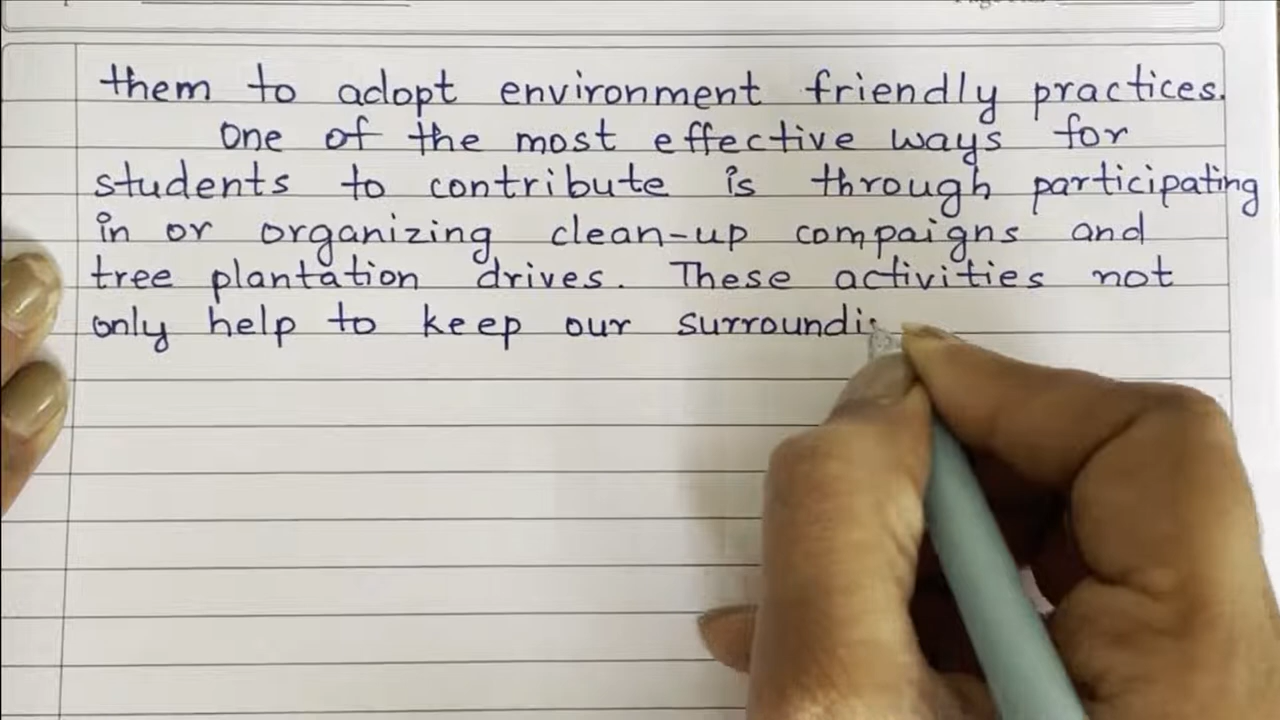 them to adopt environment friendly practices.
One of the most effective ways for
students to contribute is through participating
in or organizing clean-up compaigns and
tree plantation drives. These activities not
only help to keep our surroundi